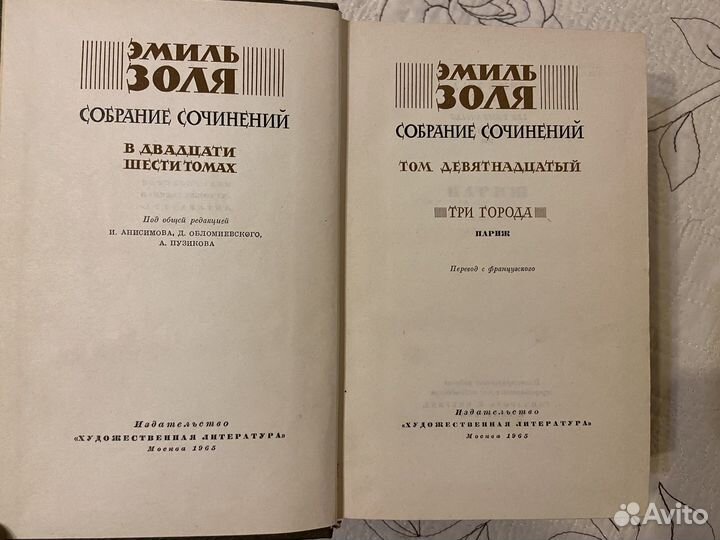 ЭМИЛЬ
ЗОЛЯ
СОБРАНИЕ СОЧИНЕНИЙ
В ДВАДЦАТИ
ШЕСТИ ТОМАХ
Под общей редакцией
И. АНИСИМОВА, Д. ОБЛОМИЕВСКОГО,
А. ПУЗИКОВА
Издательство
«ХУДОЖЕСТВЕННАЯ ЛИТЕРАТУРА»
Москва 1965
ЭМИЛЬ
ЗОЛЯ
СОБРАНИЕ СОЧИНЕНИЙ
ТОМ ДЕВЯТНАДЦАТЫЙ
ТРИ ГОРОДА
ПАРИЖ
Перевод с французского
Издательство
«ХУДОЖЕСТВЕННАЯ ЛИТЕРАТУРА»
Москва 1965
Avito